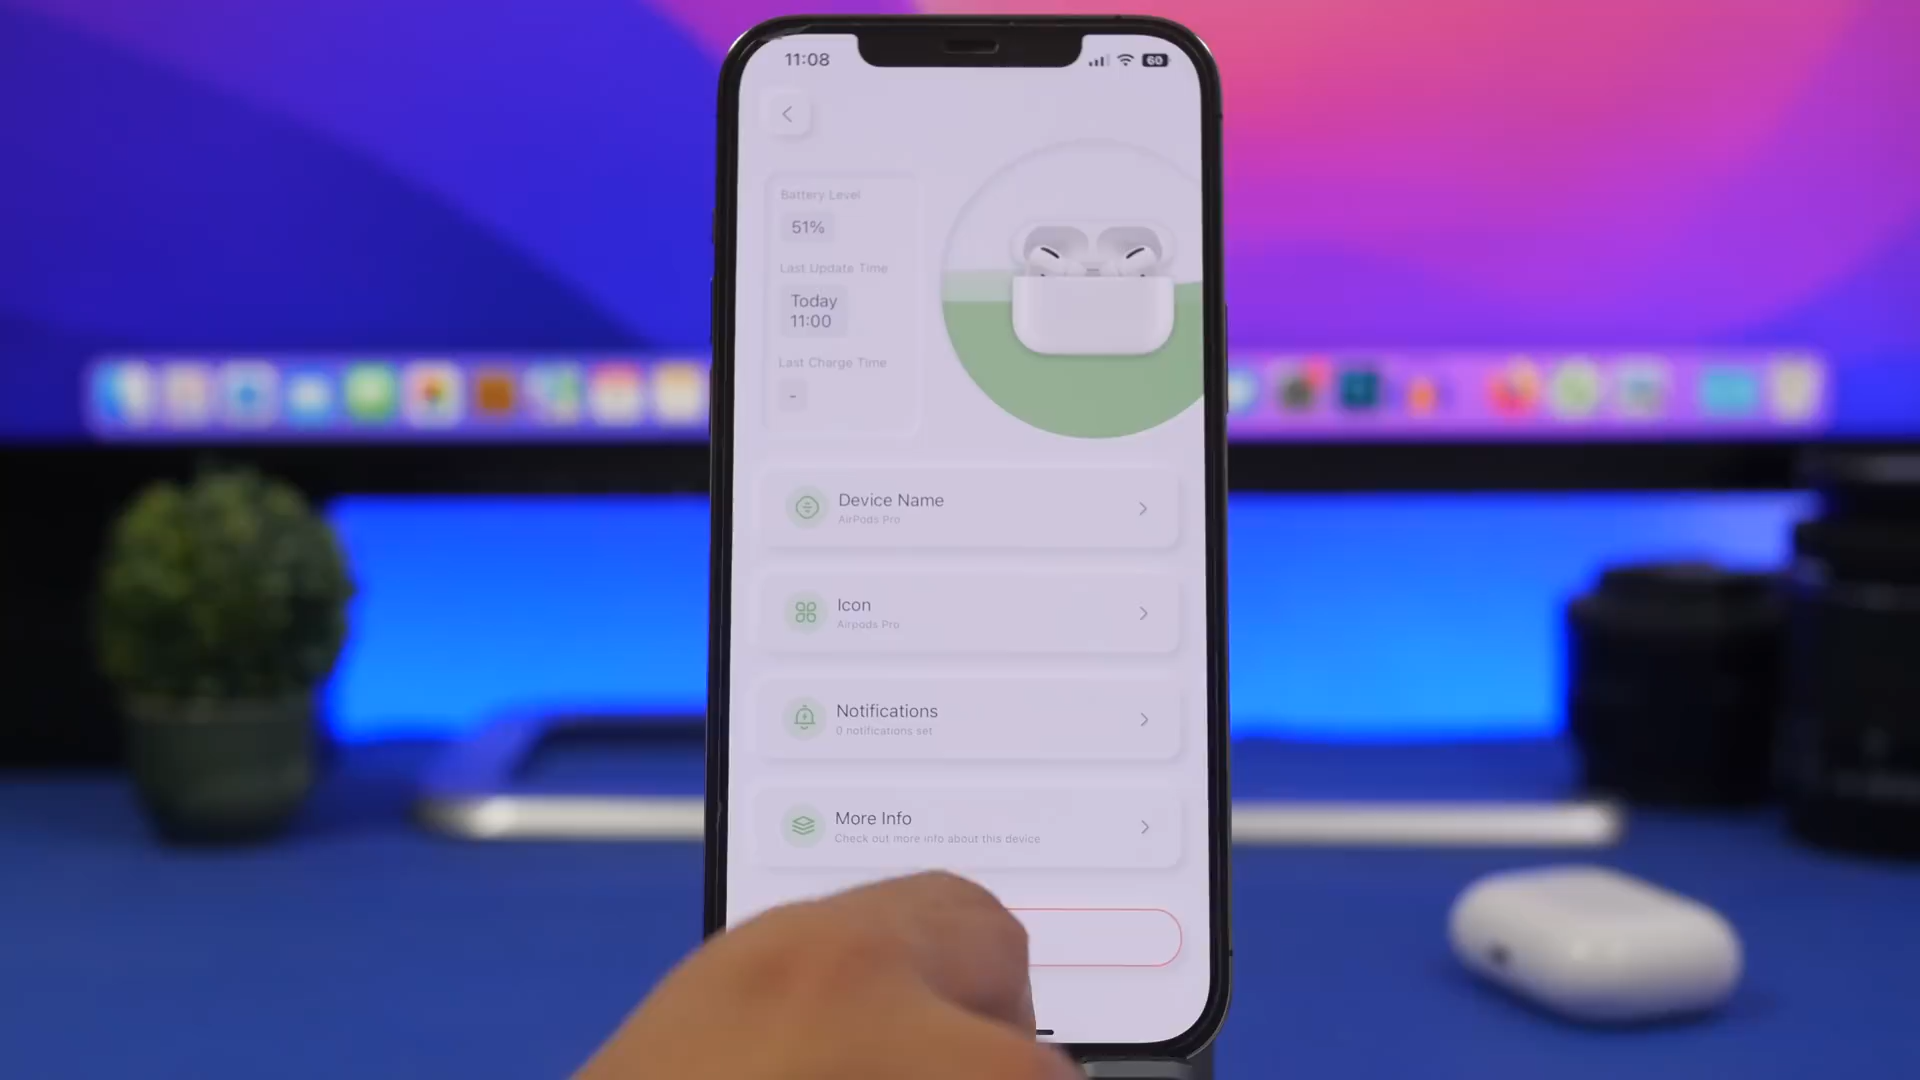 11:08
60
Battery Level
51%
Last Update Time
Today
11:00
Last Charge Time
-
Device Name
AirPods Pro
Icon
Airpods Pro
Notifications
0 notifications set
More Info
Check out more info about this device